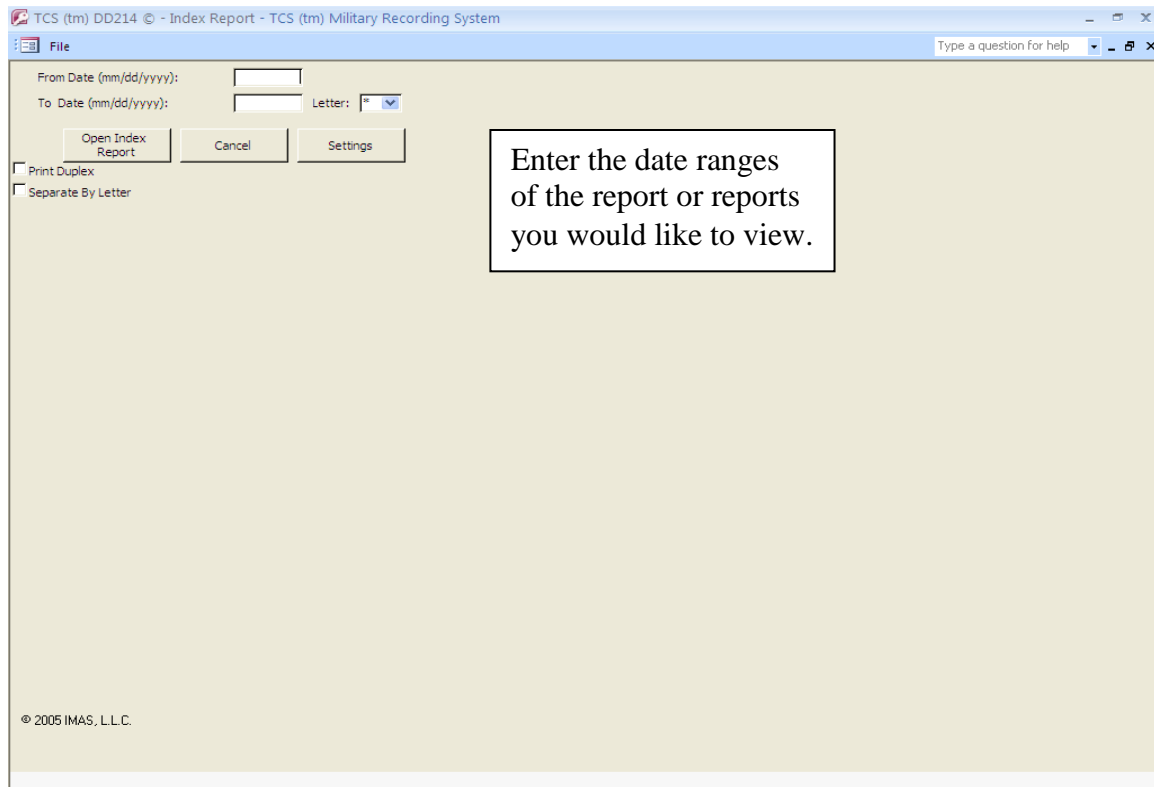 TCS (tm) DD214 © - Index Report - TCS (tm) Military Recording System
File
Type a question for help
From Date (mm/dd/yyyy):
To Date (mm/dd/yyyy):
Letter: *
Open Index
Report
Cancel
Settings
Print Duplex
Separate By Letter
Enter the date ranges
of the report or reports
you would like to view.
© 2005 IMAS, L.L.C.